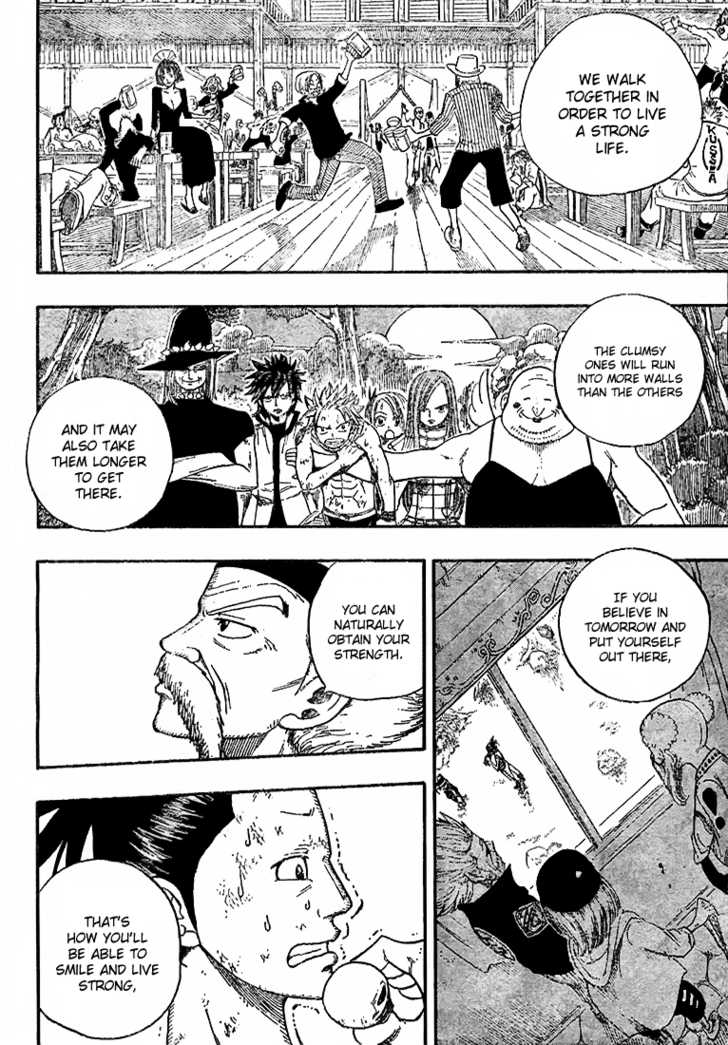 WE WALK
TOGETHER IN
ORDER TO LIVE
A STRONG
LIFE.
KUSSA
THE CLUMSY
ONES WILL RUN
INTO MORE WALLS
THAN THE OTHERS
AND IT MAY
ALSO TAKE
THEM LONGER
TO GET
THERE.
IF YOU
BELIEVE IN
TOMORROW AND
PUT YOURSELF
OUT THERE,
YOU CAN
NATURALLY
OBTAIN YOUR
STRENGTH.
THAT'S
HOW YOU'LL
BE ABLE TO
SMILE AND LIVE
STRONG,